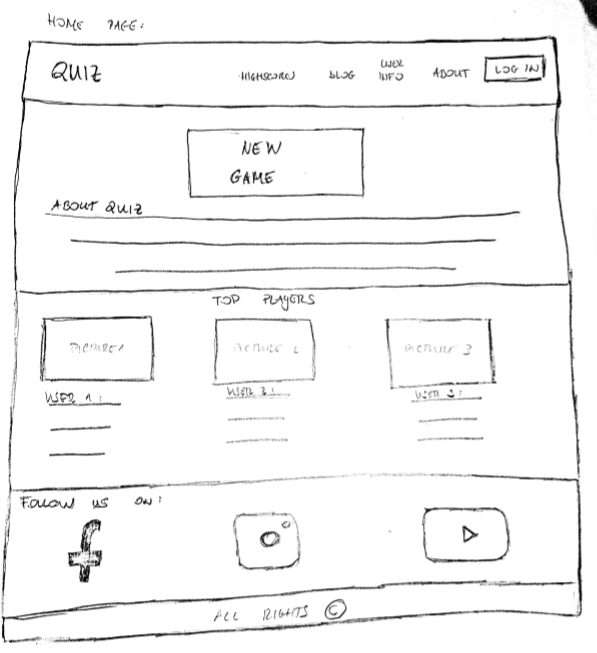 HOME PAGE:
QUIZ
HIGHSCORES BLOG USER INFO ABOUT LOG IN
NEW
GAME
ABOUT QUIZ
TOP PLAYERS
PICTURE 1 PICTURE 2 PICTURE 3
USER 1: USER 2: USER 3:
FOLLOW US ON:
ALL RIGHTS ©